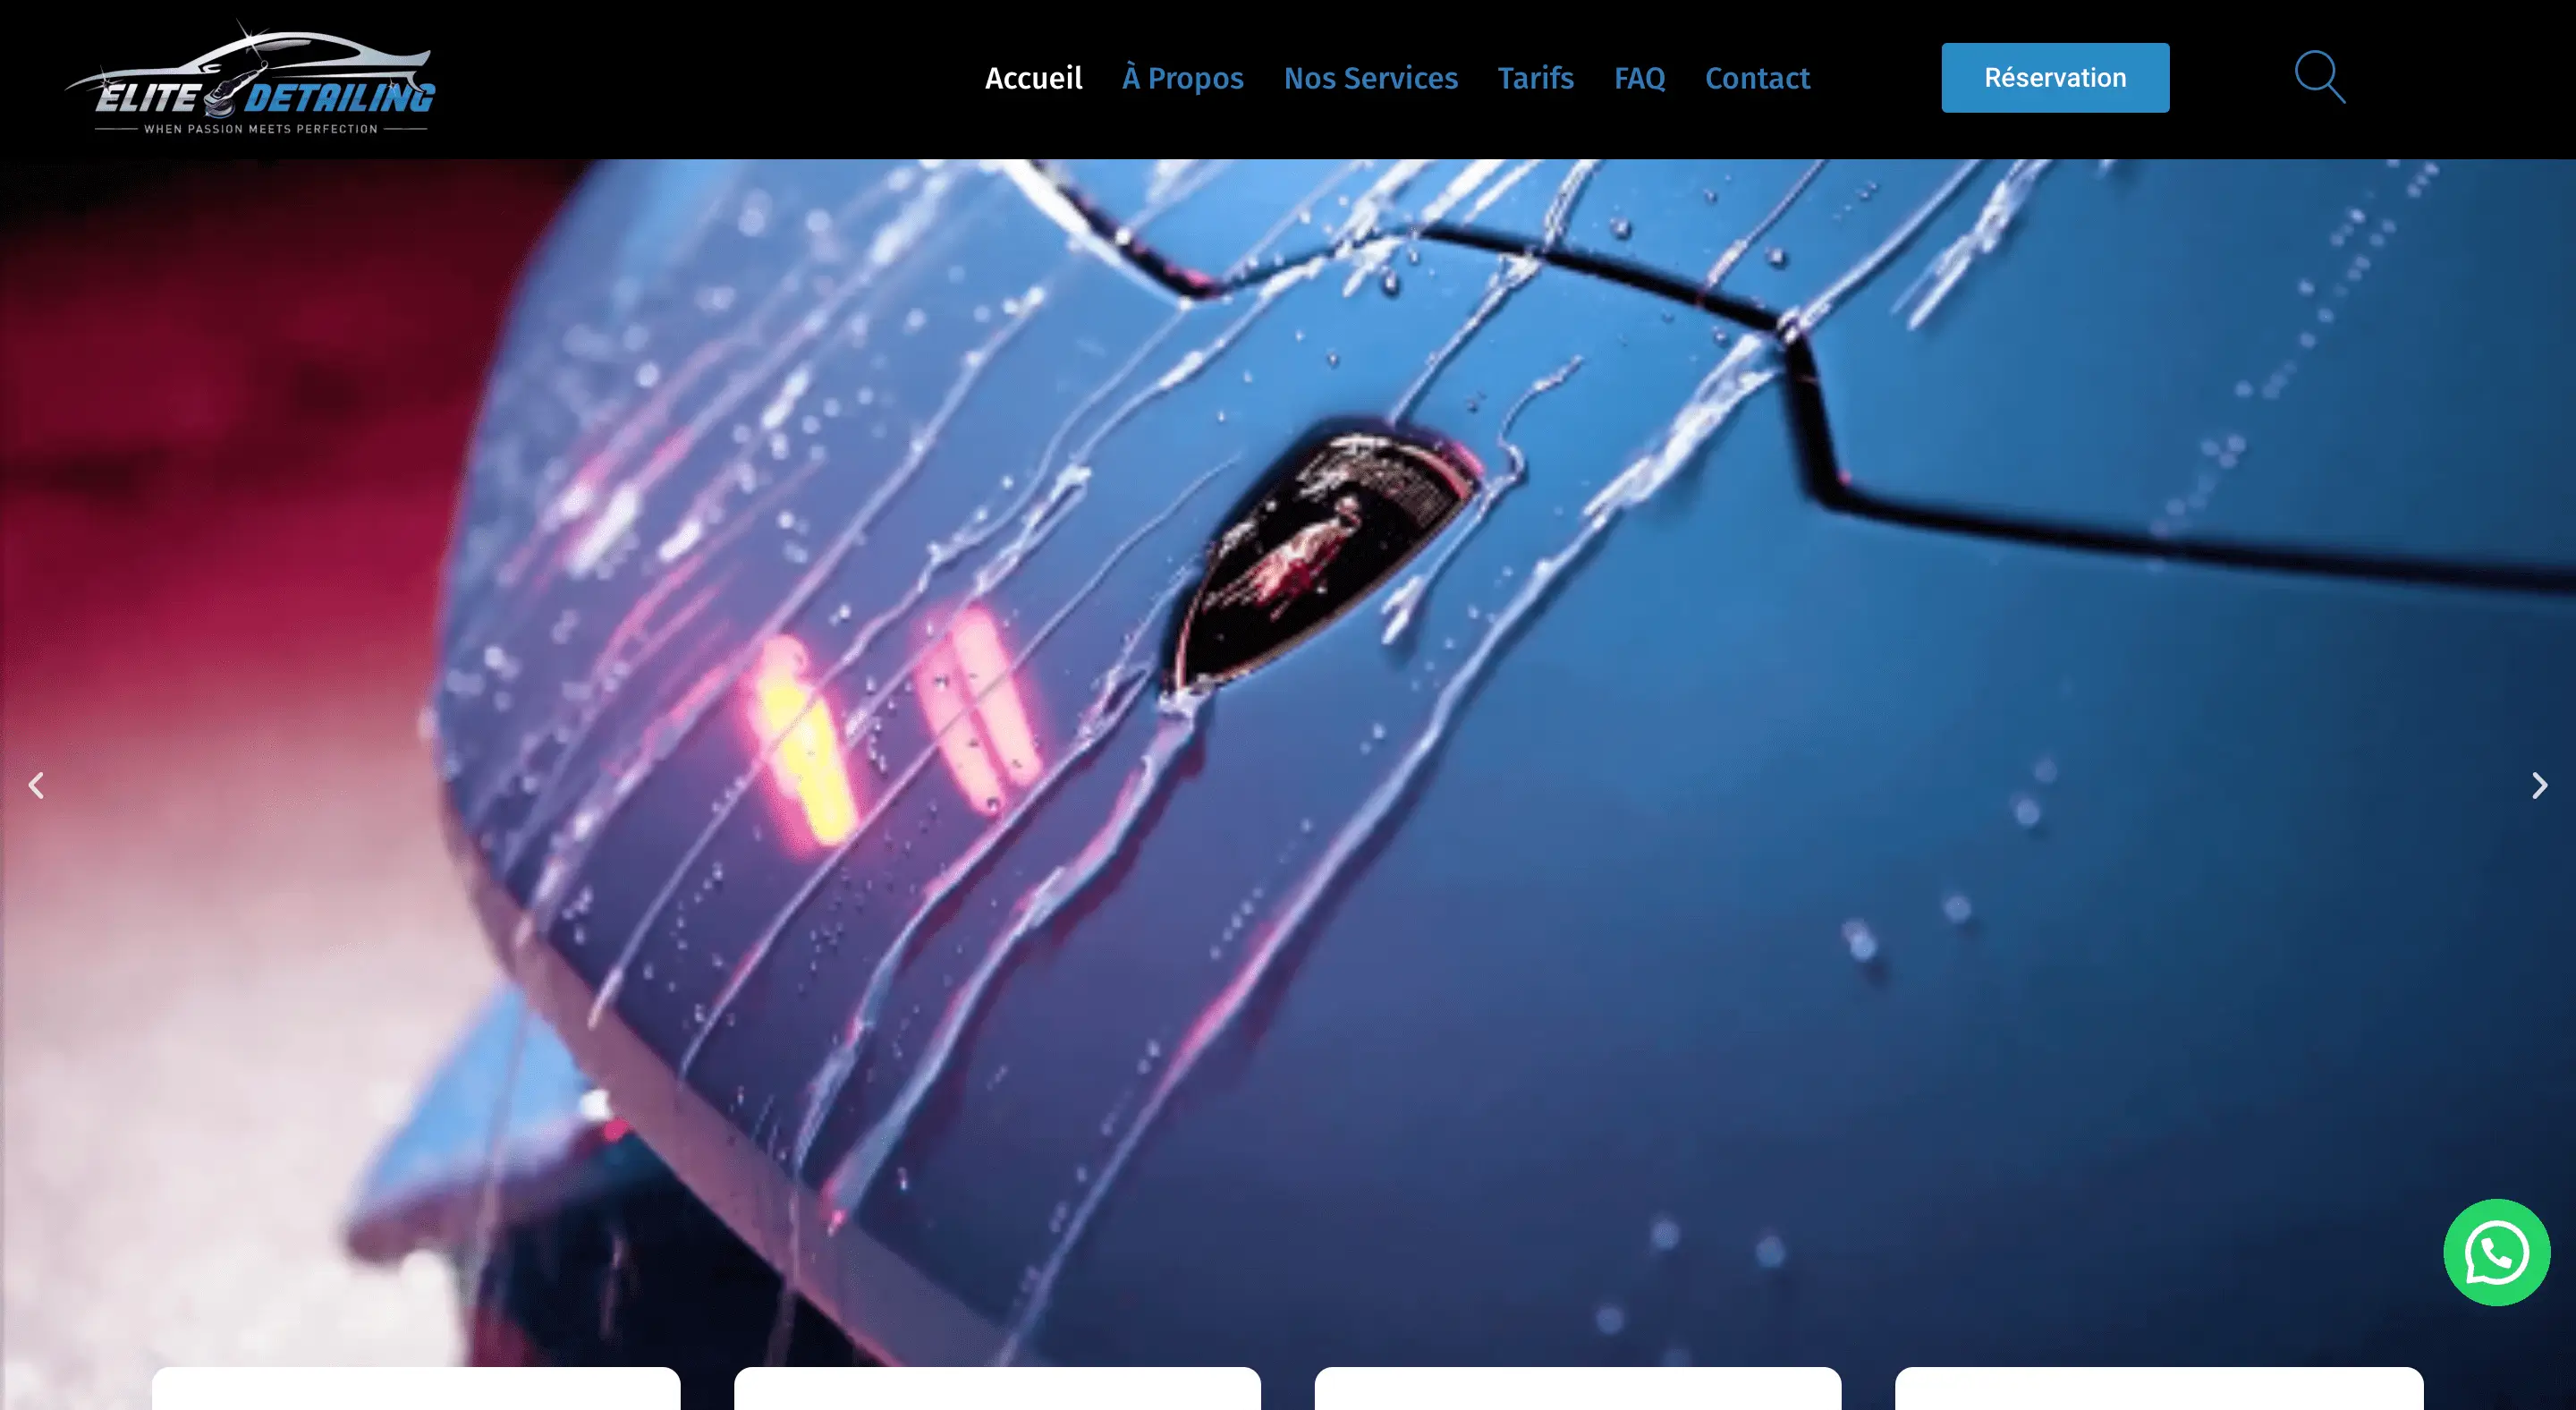 ELITE DETAILING
WHEN PASSION MEETS PERFECTION
Accueil
À Propos
Nos Services
Tarifs
FAQ
Contact
Réservation